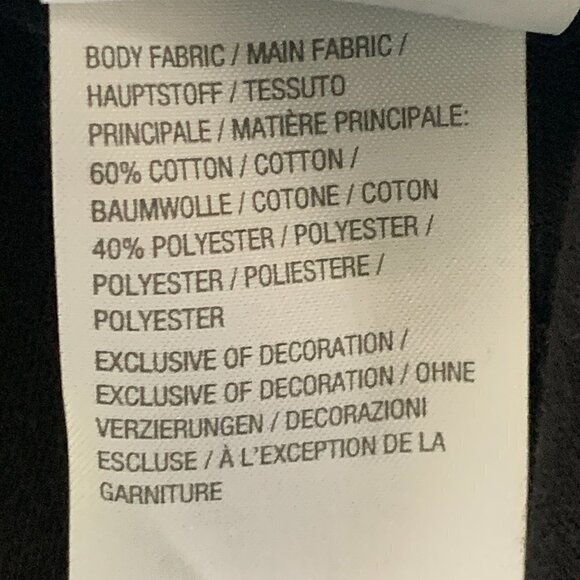 BODY FABRIC / MAIN FABRIC /
HAUPTSTOFF / TESSUTO
PRINCIPALE / MATIÈRE PRINCIPALE:
60% COTTON / COTTON /
BAUMWOLLE / COTONE / COTON
40% POLYESTER / POLYESTER /
POLYESTER / POLIESTERE /
POLYESTER
EXCLUSIVE OF DECORATION /
EXCLUSIVE OF DECORATION / OHNE
VERZIERUNGEN / DECORAZIONI
ESCLUSE / À L'EXCEPTION DE LA
GARNITURE